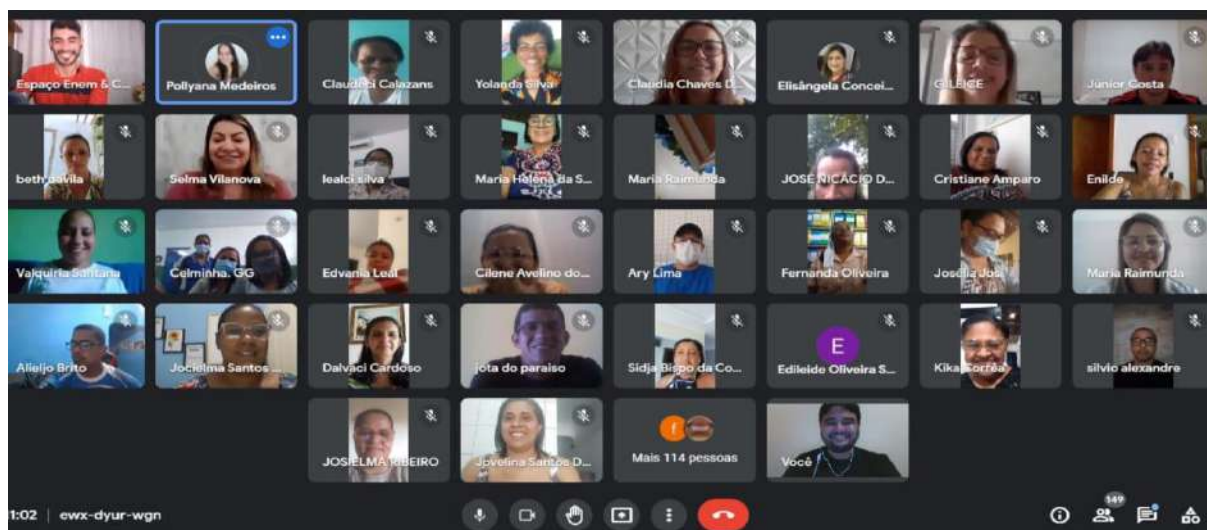 Espaço Enem & C...
Pollyana Medeiros
Claudeci Calazans
Yolanda Silva
Claudia Chaves D...
Elisângela Concei...
GILEICE
Júnior Costa
beth davila
Selma Vilanova
lealci silva
Maria Helena da S...
Maria Raimunda
JOSE NICÁCIO D...
Cristiane Amparo
Enilde
Valquiria Santana
Celminha. GG
Edvania Leal
Cilene Avelino do...
Ary Lima
Fernanda Oliveira
Josélia Josi
Maria Raimunda
Alieljo Brito
Jocielma Santos ...
Dalvaci Cardoso
jota do paraiso
Sidja Bispo da Co...
E
Edileide Oliveira S...
Kika Corrêa
silvio alexandre
JOSIELMA RIBEIRO
Jovelina Santos D...
f
Mais 114 pessoas
Você
1:02 | ewx-dyur-wgn
149